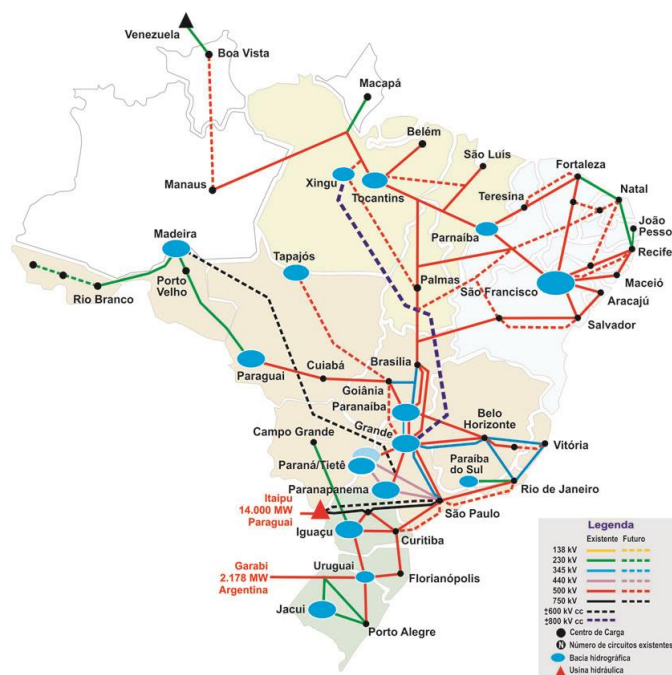 Venezuela
Boa Vista
Macapá
Belém
São Luís
Fortaleza
Manaus
Xingu
Tocantins
Teresina
Natal
João
Pesso
Parnaíba
Recife
Madeira
Tapajós
Palmas
São Francisco
Maceió
Aracajú
Rio Branco
Porto
Velho
Salvador
Paraguai
Cuiabá
Brasília
Goiânia
Paranaíba
Belo
Horizonte
Campo Grande
Grande
Vitória
Paraná/Tietê
Paraíba
do Sul
Paranapanema
Rio de Janeiro
Itaipu
14.000 MW
Paraguai
São Paulo
Iguaçu
Curitiba
Garabi
2.178 MW
Argentina
Uruguai
Florianópolis
Jacui
Porto Alegre
Legenda
Existente Futuro
138 kV
230 kV
345 kV
440 kV
500 kV
750 kV
±600 kV cc
±800 kV cc
Centro de Carga
N Número de circuitos existentes
Bacia hidrográfica
Usina hidráulica